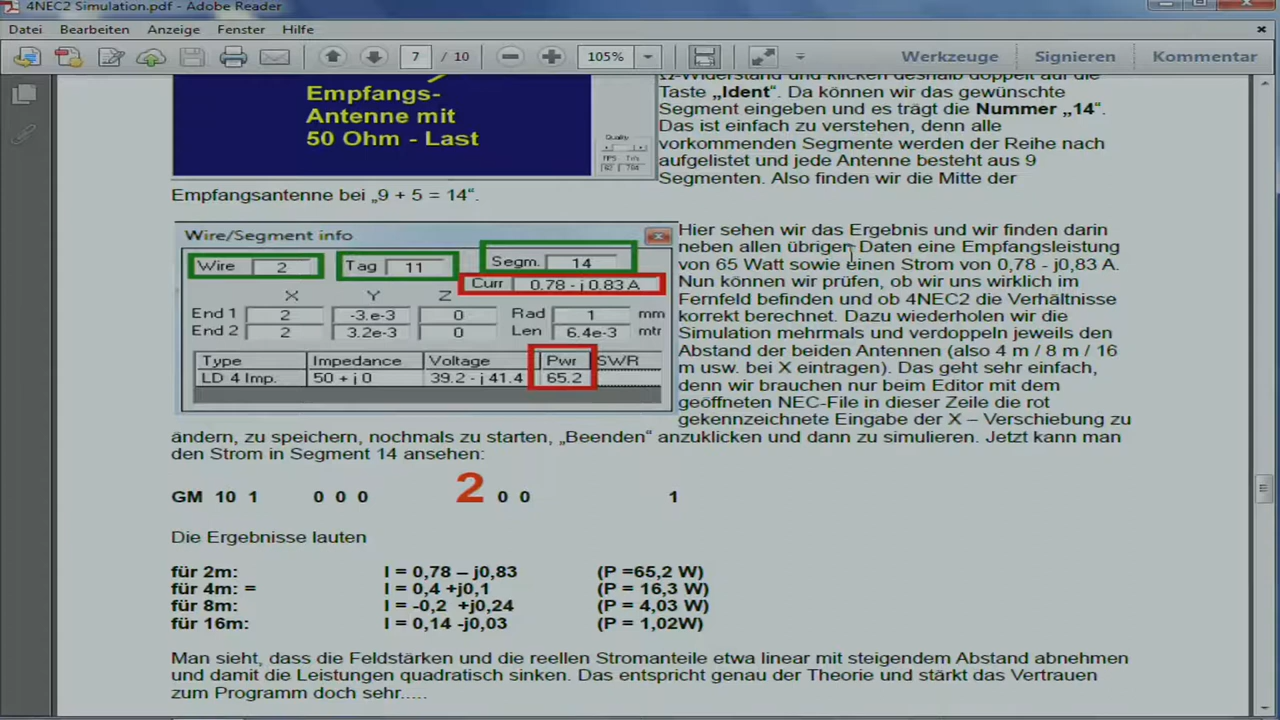 4NEC2 Simulation.pdf - Adobe Reader
Datei Bearbeiten Anzeige Fenster Hilfe
7 / 10 105% Werkzeuge Signieren Kommentar
Empfangs-
Antenne mit
50 Ohm - Last
Quality
Ω-Widerstand und klicken deshalb doppelt auf die
Taste „Ident“. Da können wir das gewünschte
Segment eingeben und es trägt die Nummer „14“.
Das ist einfach zu verstehen, denn alle
vorkommenden Segmente werden der Reihe nach
aufgelistet und jede Antenne besteht aus 9
Segmenten. Also finden wir die Mitte der
Empfangsantenne bei „9 + 5 = 14“.
Wire/Segment info
Wire 2 Tag 11 Segm. 14
Curr 0.78 - j 0.83 A
X Y Z
End 1 2 -3.e-3 0 Rad 1 mm
End 2 2 3.2e-3 0 Len 6.4e-3 mtr
Type Impedance Voltage Pwr SWR
LD 4 Imp. 50 + j 0 39.2 - j 41.4 65.2
Hier sehen wir das Ergebnis und wir finden darin
neben allen übrigen Daten eine Empfangsleistung
von 65 Watt sowie einen Strom von 0,78 - j0,83 A.
Nun können wir prüfen, ob wir uns wirklich im
Fernfeld befinden und ob 4NEC2 die Verhältnisse
korrekt berechnet. Dazu wiederholen wir die
Simulation mehrmals und verdoppeln jeweils den
Abstand der beiden Antennen (also 4 m / 8 m / 16
m usw. bei X eintragen). Das geht sehr einfach,
denn wir brauchen nur beim Editor mit dem
geöffneten NEC-File in dieser Zeile die rot
gekennzeichnete Eingabe der X – Verschiebung zu
ändern, zu speichern, nochmals zu starten, „Beenden“ anzuklicken und dann zu simulieren. Jetzt kann man
den Strom in Segment 14 ansehen:
GM 10 1 0 0 0 2 0 0 1
Die Ergebnisse lauten
für 2m: I = 0,78 – j0,83 (P =65,2 W)
für 4m: = I = 0,4 +j0,1 (P = 16,3 W)
für 8m: I = -0,2 +j0,24 (P = 4,03 W)
für 16m: I = 0,14 -j0,03 (P = 1,02W)
Man sieht, dass die Feldstärken und die reellen Stromanteile etwa linear mit steigendem Abstand abnehmen
und damit die Leistungen quadratisch sinken. Das entspricht genau der Theorie und stärkt das Vertrauen
zum Programm doch sehr.....